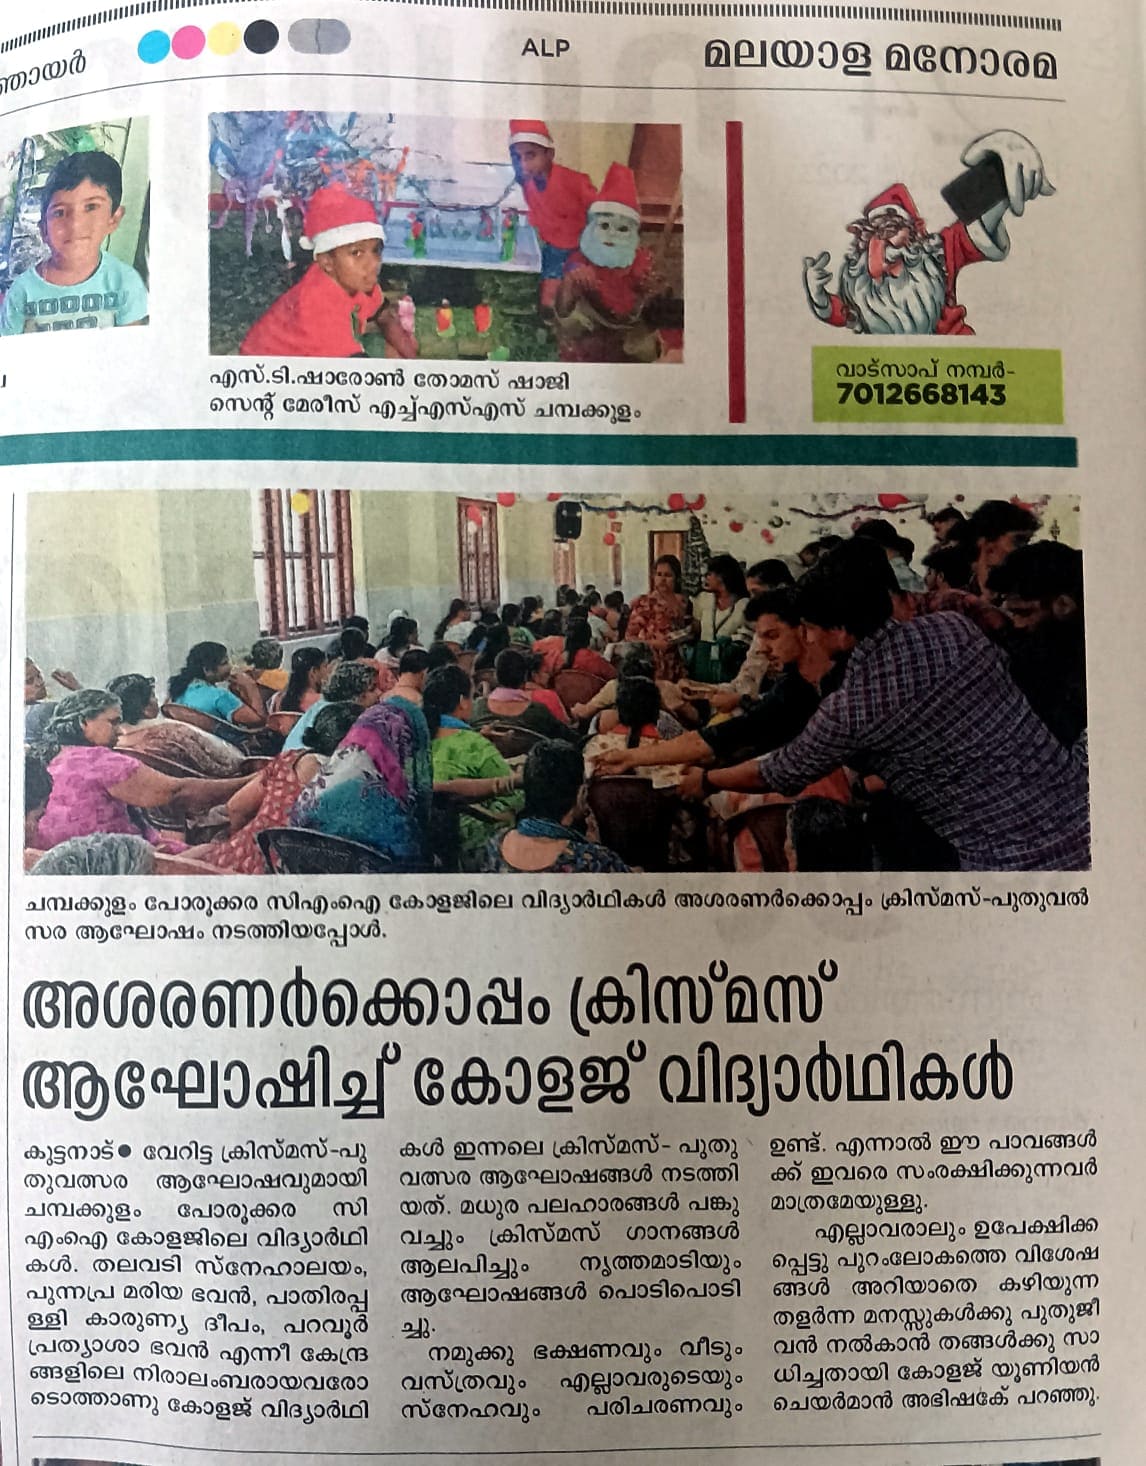 ഞായർ
ALP
മലയാള മനോരമ
എസ്.ടി.ഷാരോൺ തോമസ് ഷാജി
സെന്റ് മേരീസ് എച്ച്എസ്എസ് ചമ്പക്കുളം
വാട്സാപ് നമ്പർ-
7012668143
ചമ്പക്കുളം പോരൂക്കര സിഎംഐ കോളജിലെ വിദ്യാർഥികൾ അശരണർക്കൊപ്പം ക്രിസ്മസ്-പുതുവൽ
സര ആഘോഷം നടത്തിയപ്പോൾ.
അശരണർക്കൊപ്പം ക്രിസ്മസ്
ആഘോഷിച്ച് കോളജ് വിദ്യാർഥികൾ
കുട്ടനാട്● വേറിട്ട ക്രിസ്മസ്-പു
തുവത്സര ആഘോഷവുമായി
ചമ്പക്കുളം പോരൂക്കര സി
എംഐ കോളജിലെ വിദ്യാർഥി
കൾ. തലവടി സ്നേഹാലയം,
പുന്നപ്ര മരിയ ഭവൻ, പാതിരപ്പ
ള്ളി കാരുണ്യ ദീപം, പറവൂർ
പ്രത്യാശാ ഭവൻ എന്നീ കേന്ദ്ര
ങ്ങളിലെ നിരാലംബരായവരോ
ടൊത്താണു കോളജ് വിദ്യാർഥി
കൾ ഇന്നലെ ക്രിസ്മസ്- പുതു
വത്സര ആഘോഷങ്ങൾ നടത്തി
യത്. മധുര പലഹാരങ്ങൾ പങ്കു
വച്ചും ക്രിസ്മസ് ഗാനങ്ങൾ
ആലപിച്ചും നൃത്തമാടിയും
ആഘോഷങ്ങൾ പൊടിപൊടി
ച്ചു.
നമുക്കു ഭക്ഷണവും വീടും
വസ്ത്രവും എല്ലാവരുടെയും
സ്നേഹവും പരിചരണവും
ഉണ്ട്. എന്നാൽ ഈ പാവങ്ങൾ
ക്ക് ഇവരെ സംരക്ഷിക്കുന്നവർ
മാത്രമേയുള്ളു.
എല്ലാവരാലും ഉപേക്ഷിക്ക
പ്പെട്ടു പുറംലോകത്തെ വിശേഷ
ങ്ങൾ അറിയാതെ കഴിയുന്ന
തളർന്ന മനസ്സുകൾക്കു പുതുജീ
വൻ നൽകാൻ തങ്ങൾക്കു സാ
ധിച്ചതായി കോളജ് യൂണിയൻ
ചെയർമാൻ അഭിഷേക് പറഞ്ഞു.